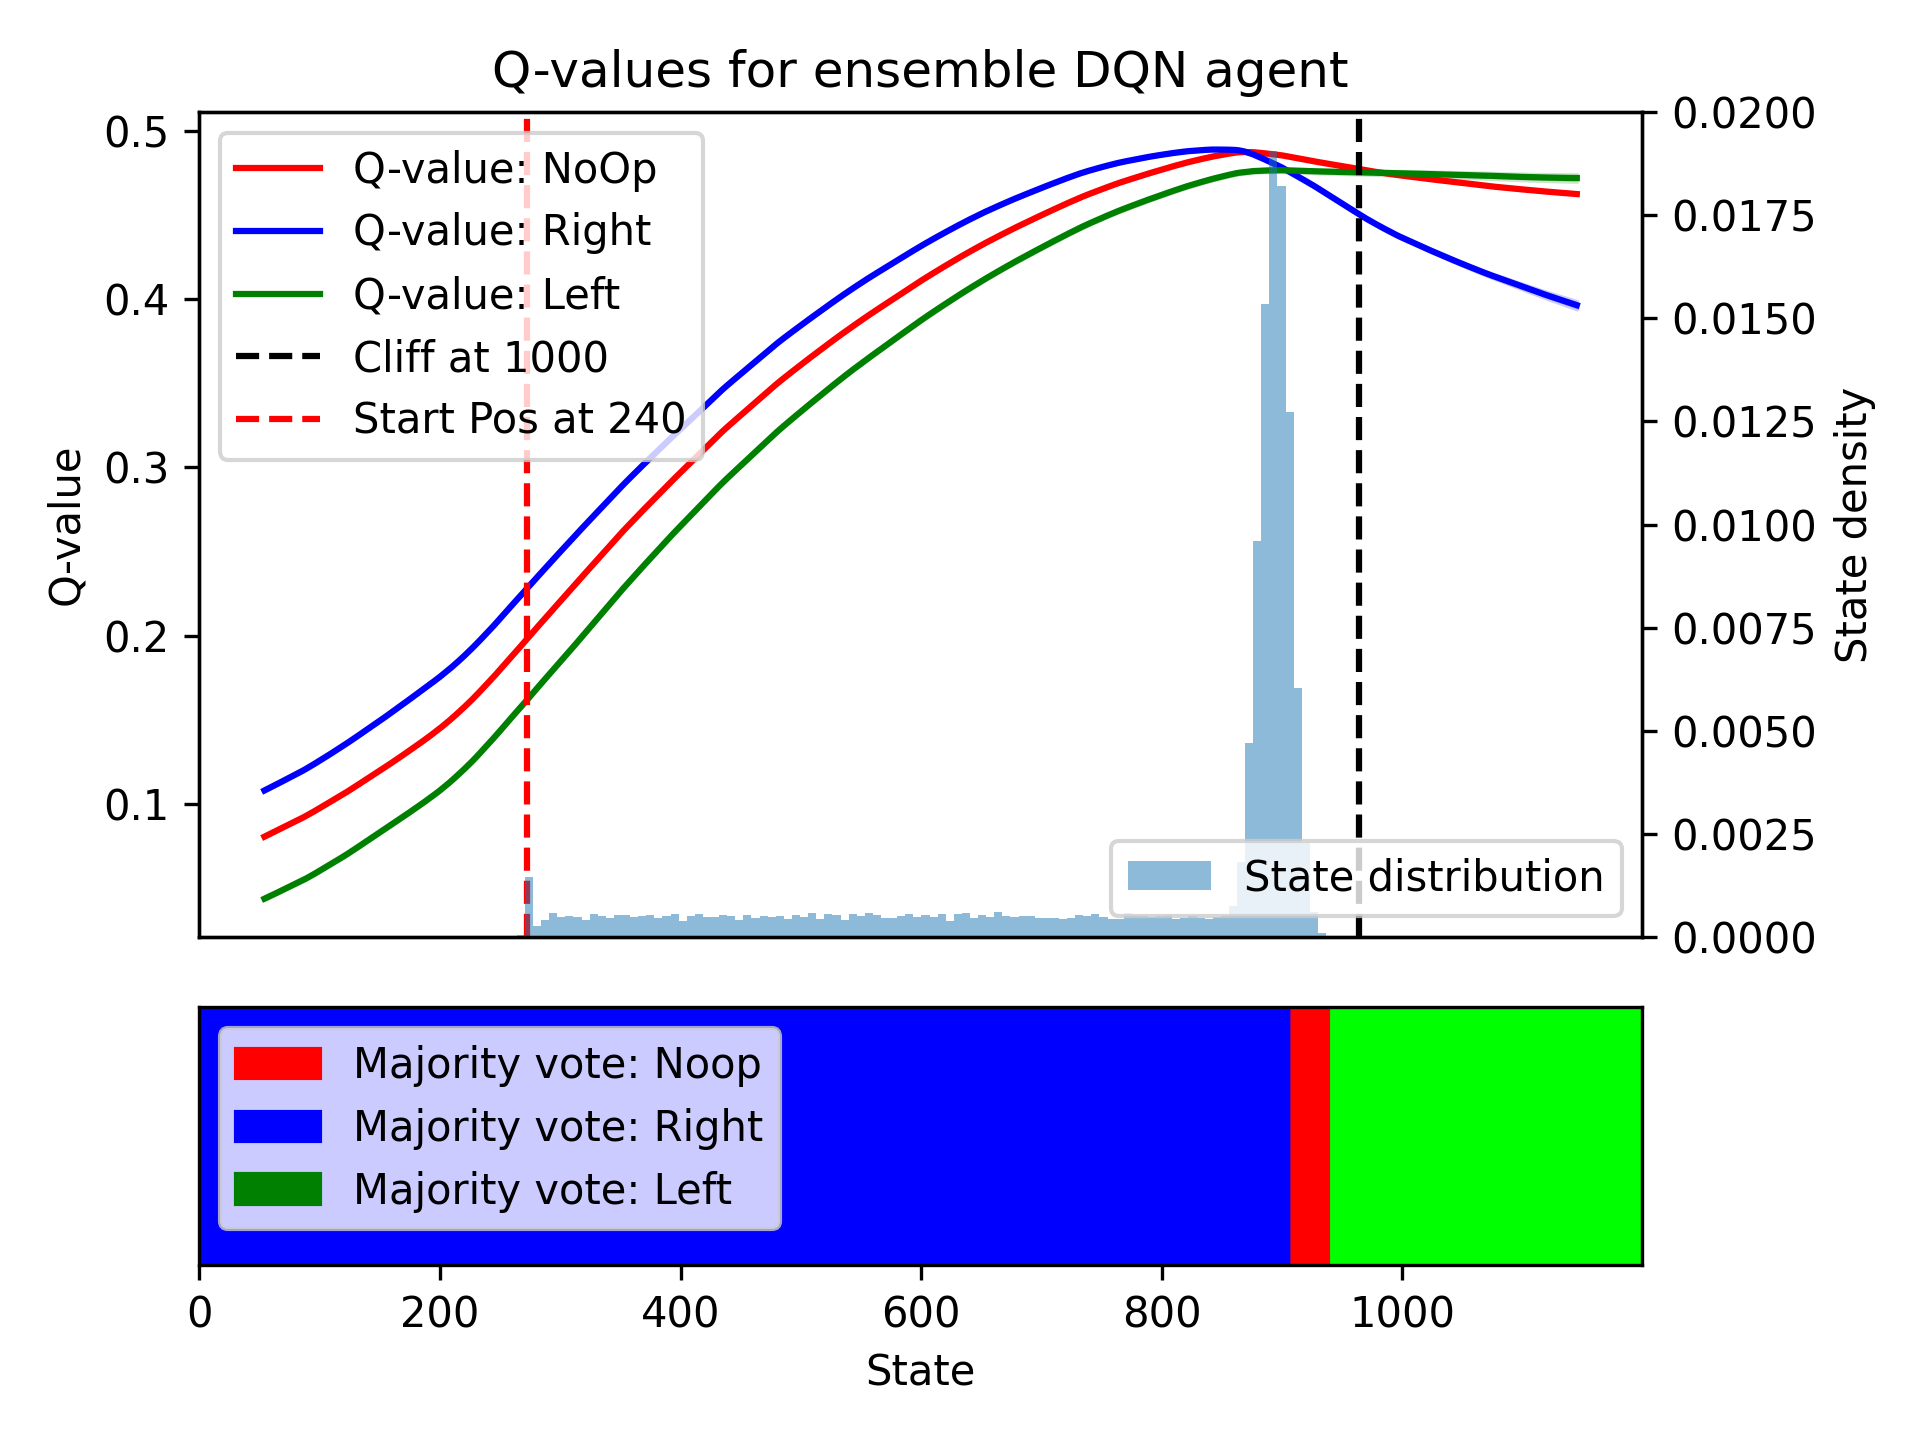 Q-values for ensemble DQN agent
Q-value: NoOp
Q-value: Right
Q-value: Left
Cliff at 1000
Start Pos at 240
0.5
0.4
0.3
0.2
0.1
Q-value
0.0200
0.0175
0.0150
0.0125
0.0100
0.0075
0.0050
0.0025
0.0000
State density
State distribution
Majority vote: Noop
Majority vote: Right
Majority vote: Left
0 200 400 600 800 1000
State